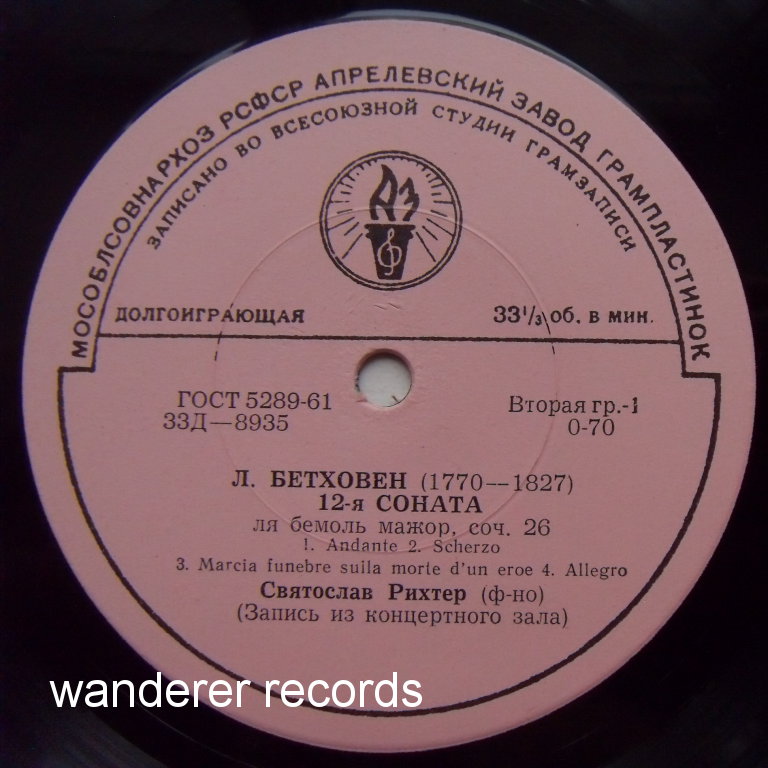 МОСОБЛСОВНАРХОЗ РСФСР АПРЕЛЕВСКИЙ ЗАВОД ГРАМПЛАСТИНОК
ЗАПИСАНО ВО ВСЕСОЮЗНОЙ СТУДИИ ГРАМЗАПИСИ
АЗ
ДОЛГОИГРАЮЩАЯ 33 1/3 об. в мин.
ГОСТ 5289-61 Вторая гр.-1
33Д—8935 0-70
Л. БЕТХОВЕН (1770—1827)
12-я СОНАТА
ля бемоль мажор, соч. 26
1. Andante 2. Scherzo
3. Marcia funebre sulla morte d'un eroe 4. Allegro
Святослав Рихтер (ф-но)
(Запись из концертного зала)
wanderer records